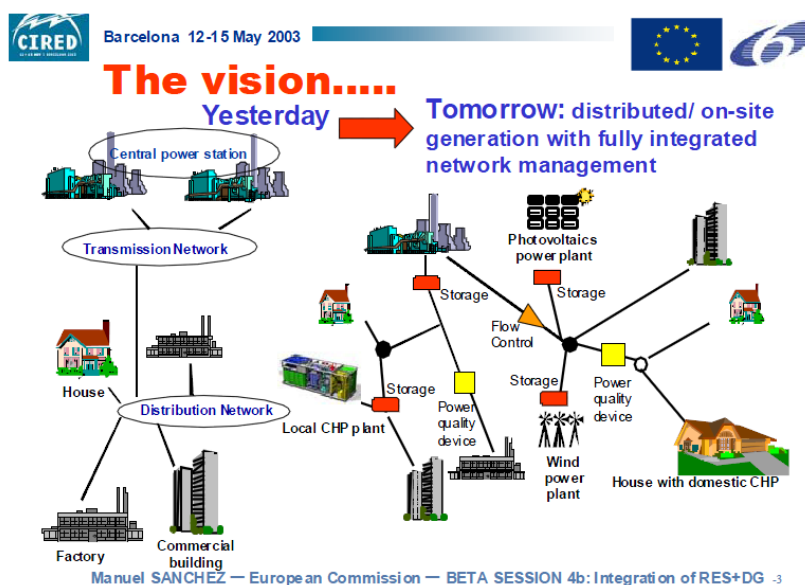 CIRED
Barcelona 12-15 May 2003
6
The vision.....
Yesterday
Tomorrow: distributed/ on-site
generation with fully integrated
network management
Central power station
Transmission Network
House
Distribution Network
Factory
Commercial
building
Photovoltaics
power plant
Storage
Storage
Flow
Control
Storage
Storage
Local CHP plant
Power
quality
device
Power
quality
device
Wind
power
plant
House with domestic CHP
Manuel SANCHEZ — European Commission — BETA SESSION 4b: Integration of RES+DG -3